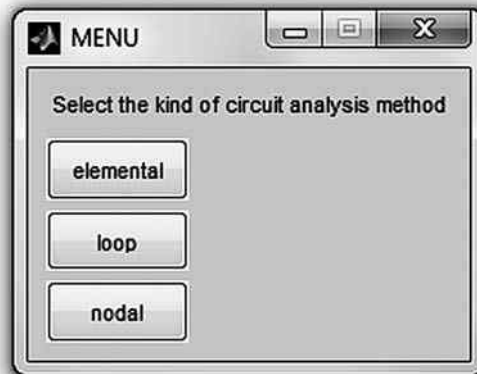 MENU
Select the kind of circuit analysis method
elemental
loop
nodal